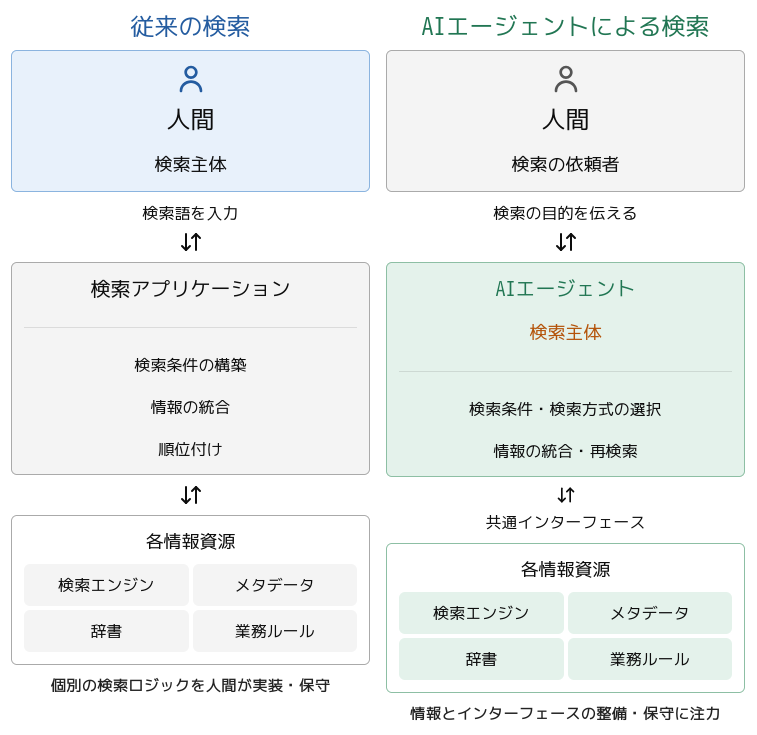 従来の検索
人間
検索主体
検索語を入力
検索アプリケーション
検索条件の構築
情報の統合
順位付け
各情報資源
検索エンジン
メタデータ
辞書
業務ルール
個別の検索ロジックを人間が実装・保守
AIエージェントによる検索
人間
検索の依頼者
検索の目的を伝える
AIエージェント
検索主体
検索条件・検索方式の選択
情報の統合・再検索
共通インターフェース
各情報資源
検索エンジン
メタデータ
辞書
業務ルール
情報とインターフェースの整備・保守に注力